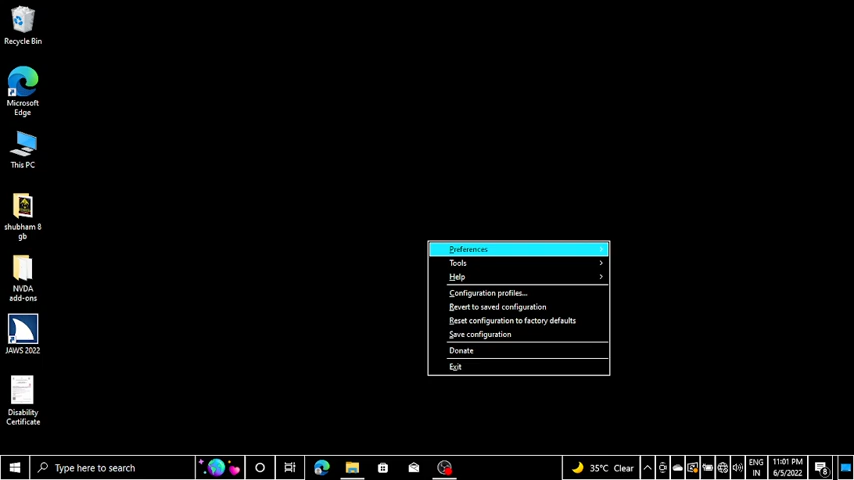 Recycle Bin
Microsoft
Edge
This PC
shubham 8
gb
NVDA
add-ons
JAWS 2022
Disability
Certificate
Preferences
Tools
Help
Configuration profiles...
Revert to saved configuration
Reset configuration to factory defaults
Save configuration
Donate
Exit
Type here to search
35°C Clear
ENG
IN
11:01 PM
6/5/2022
8